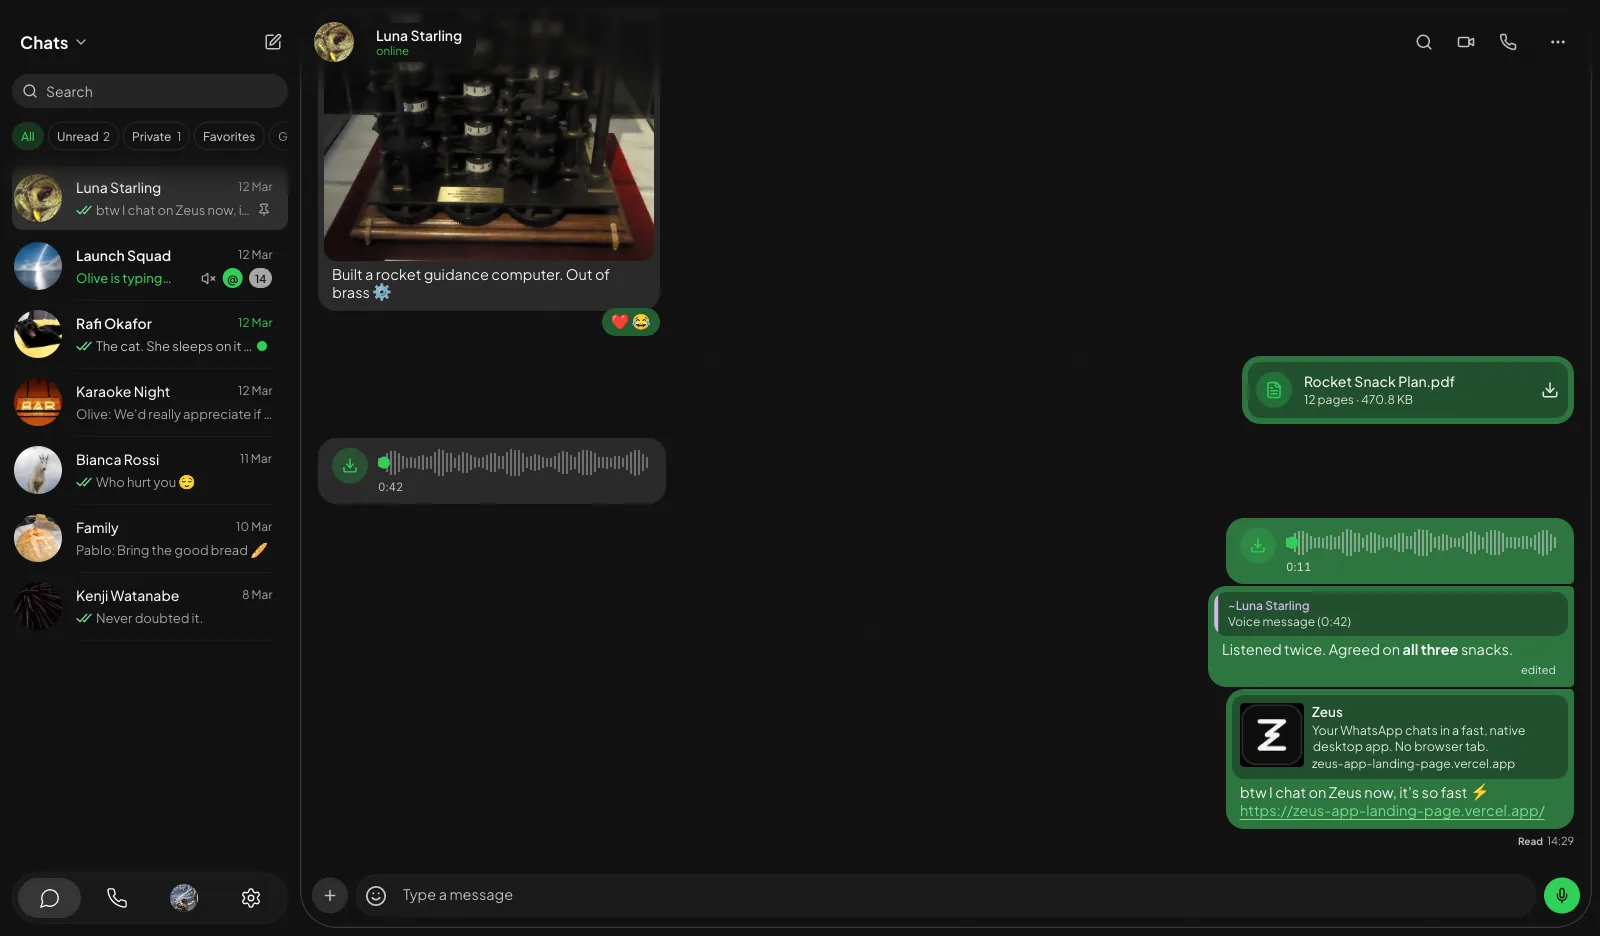 Chats
Search
All
Unread 2
Private 1
Favorites
G
Luna Starling
12 Mar
btw I chat on Zeus now, i...
Launch Squad
12 Mar
Olive is typing...
@
14
Rafi Okafor
12 Mar
The cat. She sleeps on it ...
Karaoke Night
12 Mar
Olive: We'd really appreciate if ...
BAR
Bianca Rossi
11 Mar
Who hurt you 😌
Family
10 Mar
Pablo: Bring the good bread 🥖
Kenji Watanabe
8 Mar
Never doubted it.
Luna Starling
online
Built a rocket guidance computer. Out of
brass ⚙️
❤️ 😂
Rocket Snack Plan.pdf
12 pages · 470.8 KB
0:42
0:11
~Luna Starling
Voice message (0:42)
Listened twice. Agreed on all three snacks.
edited
Zeus
Your WhatsApp chats in a fast, native
desktop app. No browser tab.
zeus-app-landing-page.vercel.app
btw I chat on Zeus now, it's so fast ⚡
https://zeus-app-landing-page.vercel.app/
Read 14:29
Type a message